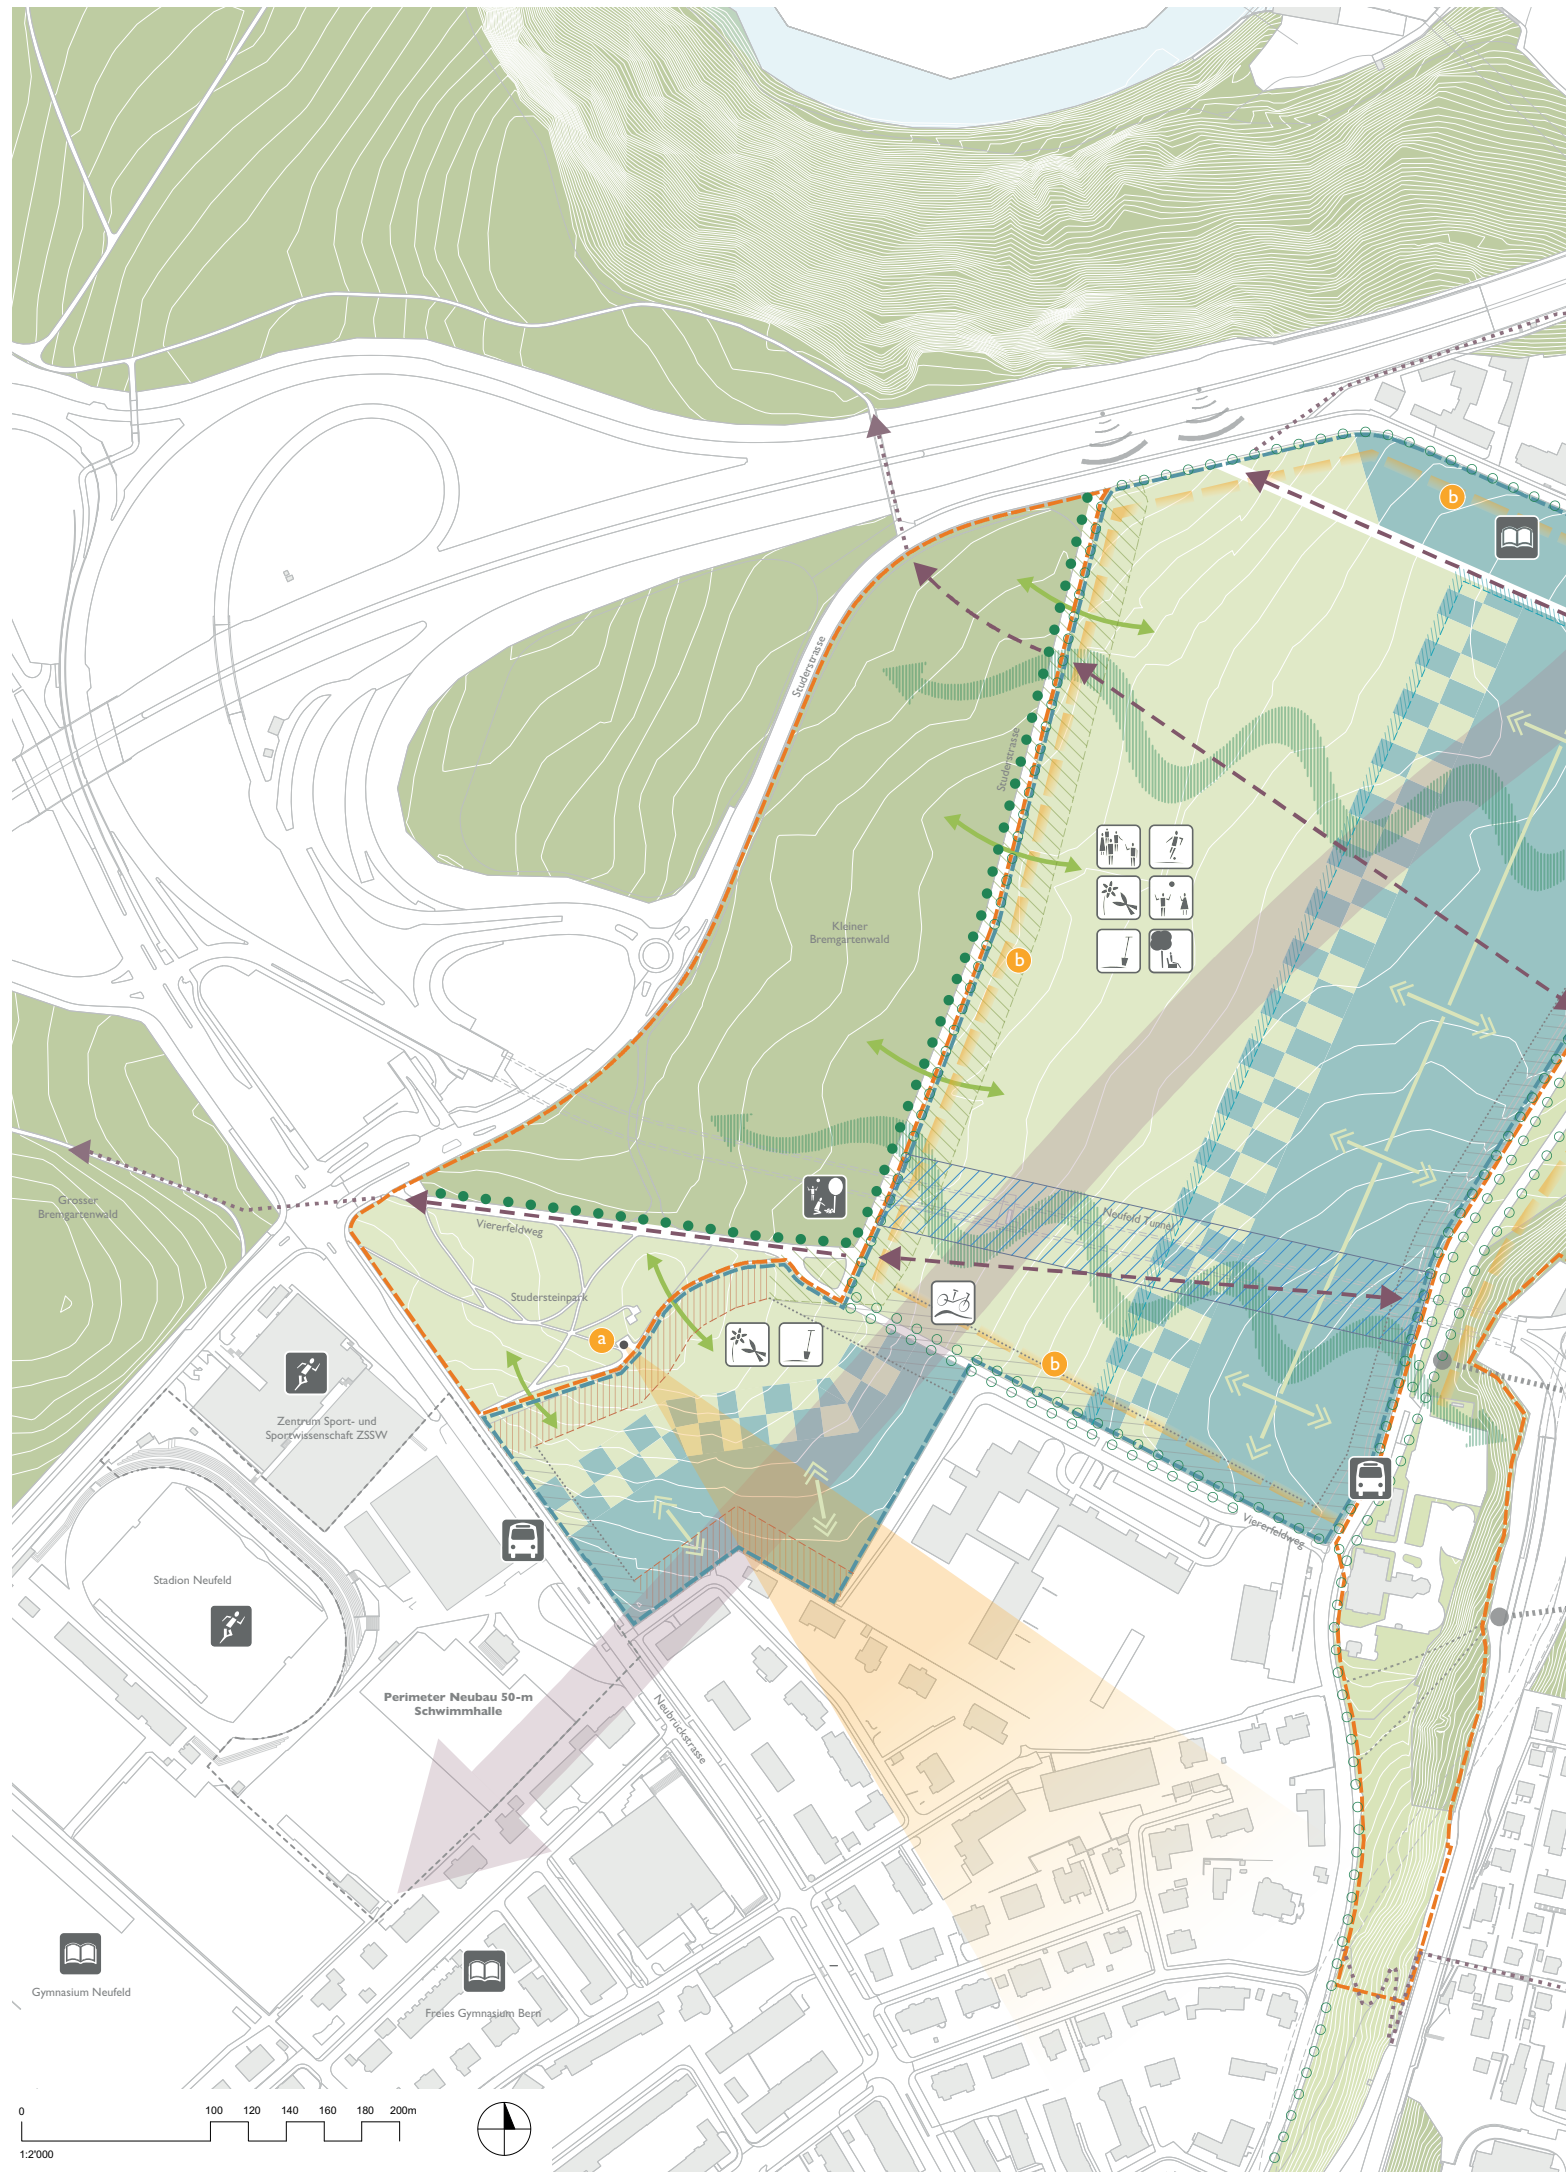 b
Studerstrasse
Studerstrasse
Kleiner
Bremgartenwald
b
Grosser
Bremgartenwald
Viererfeldweg
Neufeld Tunnel
Studersteinpark
a
b
Zentrum Sport- und
Sportwissenschaft ZSSW
Viererfeldweg
Stadion Neufeld
Perimeter Neubau 50-m
Schwimmhalle
Neubrückstrasse
Gymnasium Neufeld
Freies Gymnasium Bern
0 100 120 140 160 180 200m
1:2'000